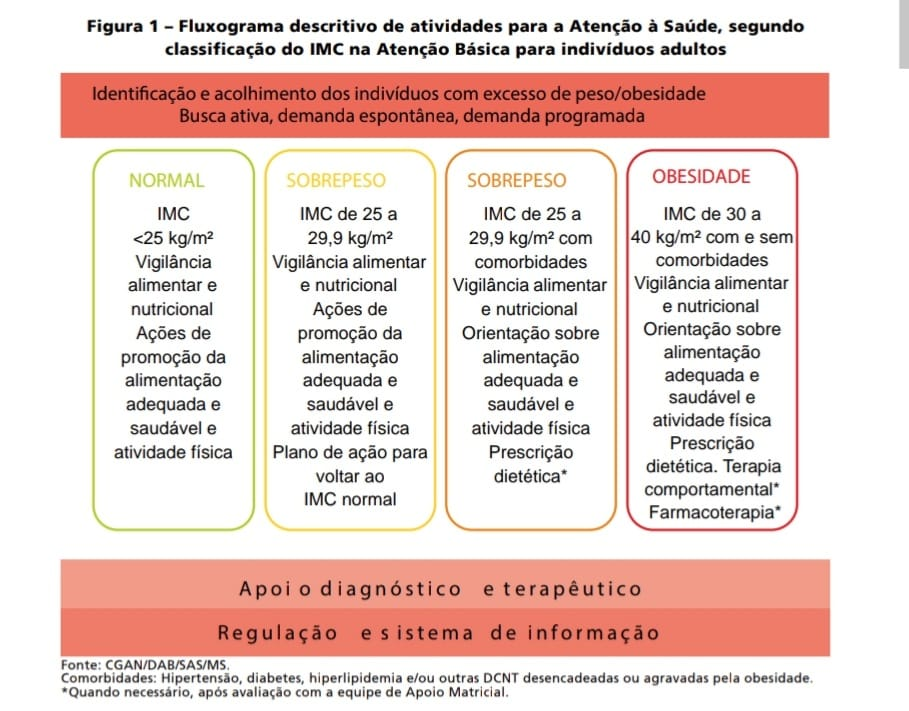 Figura 1 – Fluxograma descritivo de atividades para a Atenção à Saúde, segundo
classificação do IMC na Atenção Básica para indivíduos adultos
Identificação e acolhimento dos indivíduos com excesso de peso/obesidade
Busca ativa, demanda espontânea, demanda programada
NORMAL
IMC
<25 kg/m²
Vigilância
alimentar e
nutricional
Ações de
promoção da
alimentação
adequada e
saudável e
atividade física
SOBREPESO
IMC de 25 a
29,9 kg/m²
Vigilância alimentar
e nutricional
Ações de
promoção da
alimentação
adequada e
saudável e
atividade física
Plano de ação para
voltar ao
IMC normal
SOBREPESO
IMC de 25 a
29,9 kg/m² com
comorbidades
Vigilância alimentar
e nutricional
Orientação sobre
alimentação
adequada e
saudável e
atividade física
Prescrição
dietética*
OBESIDADE
IMC de 30 a
40 kg/m² com e sem
comorbidades
Vigilância alimentar
e nutricional
Orientação sobre
alimentação
adequada e
saudável e
atividade física
Prescrição
dietética. Terapia
comportamental*
Farmacoterapia*
Apoio diagnóstico e terapêutico
Regulação e sistema de informação
Fonte: CGAN/DAB/SAS/MS.
Comorbidades: Hipertensão, diabetes, hiperlipidemia e/ou outras DCNT desencadeadas ou agravadas pela obesidade.
*Quando necessário, após avaliação com a equipe de Apoio Matricial.